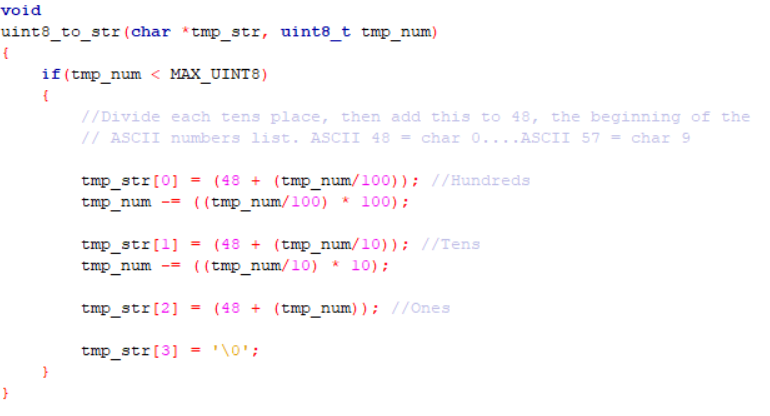 void
uint8_to_str(char *tmp_str, uint8_t tmp_num)
{
    if(tmp_num < MAX_UINT8)
    {
        //Divide each tens place, then add this to 48, the beginning of the
        // ASCII numbers list. ASCII 48 = char 0....ASCII 57 = char 9

        tmp_str[0] = (48 + (tmp_num/100)); //Hundreds
        tmp_num -= ((tmp_num/100) * 100);

        tmp_str[1] = (48 + (tmp_num/10)); //Tens
        tmp_num -= ((tmp_num/10) * 10);

        tmp_str[2] = (48 + (tmp_num)); //Ones

        tmp_str[3] = '\0';
    }
}